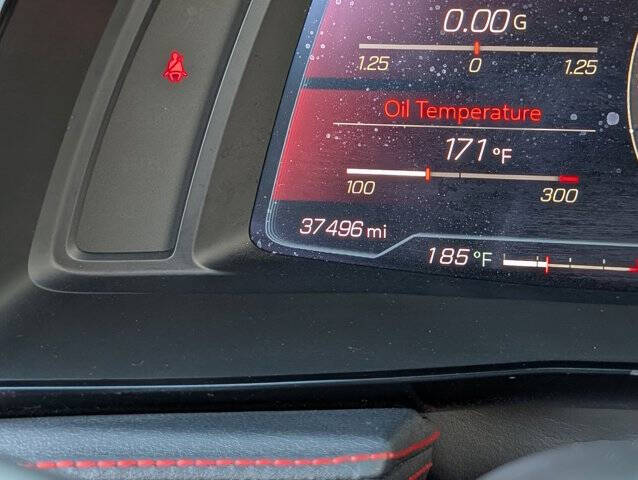 0.00G
1.25 0 1.25
Oil Temperature
171 °F
100 300
37496 mi
185 °F